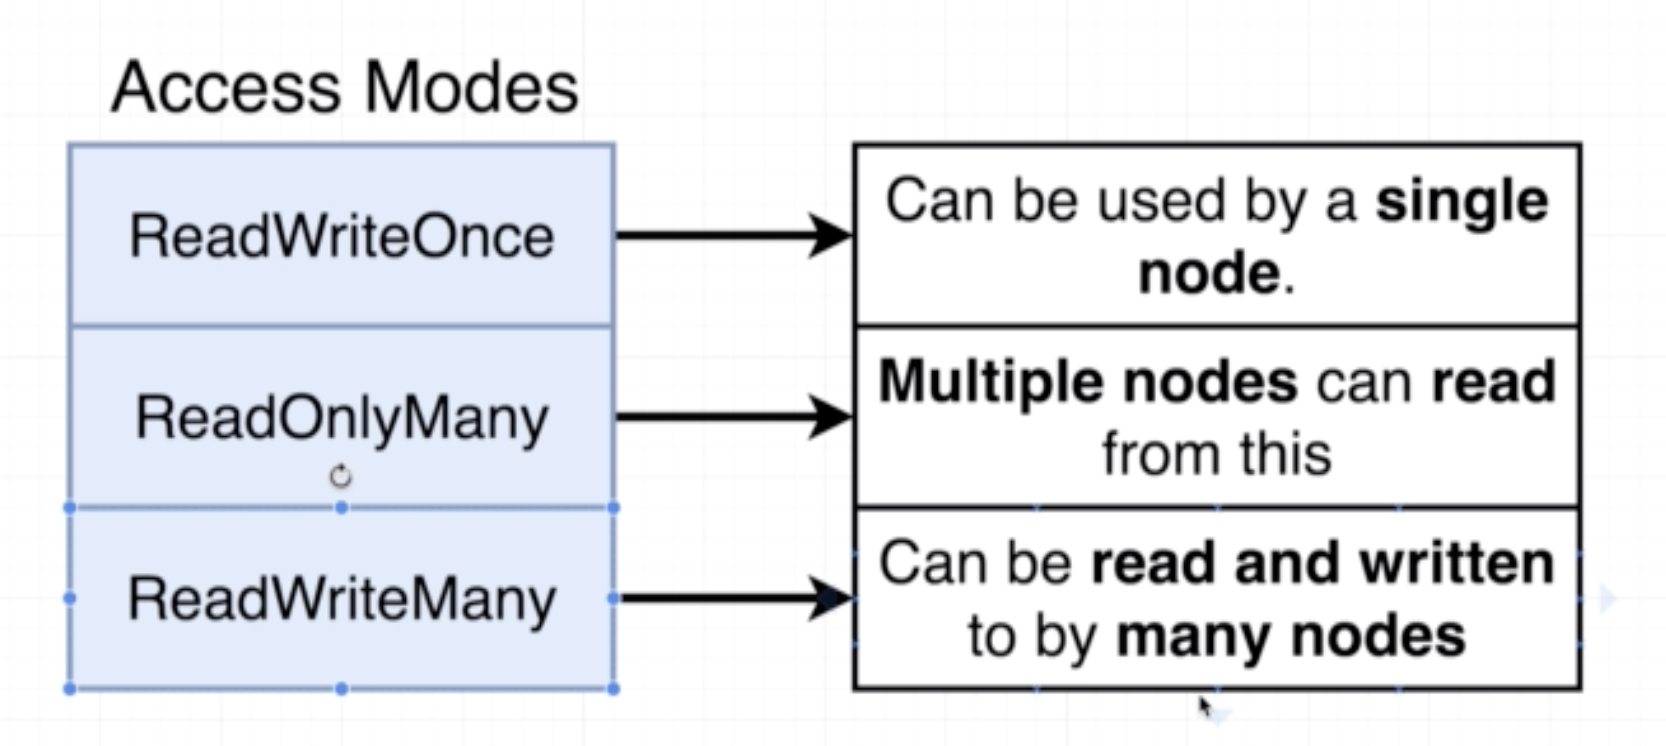 Access Modes
ReadWriteOnce
Can be used by a single
node.
ReadOnlyMany
Multiple nodes can read
from this
ReadWriteMany
Can be read and written
to by many nodes